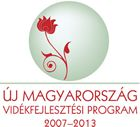 ÚJ MAGYARORSZÁG
VIDÉKFEJLESZTÉSI PROGRAM
2007–2013